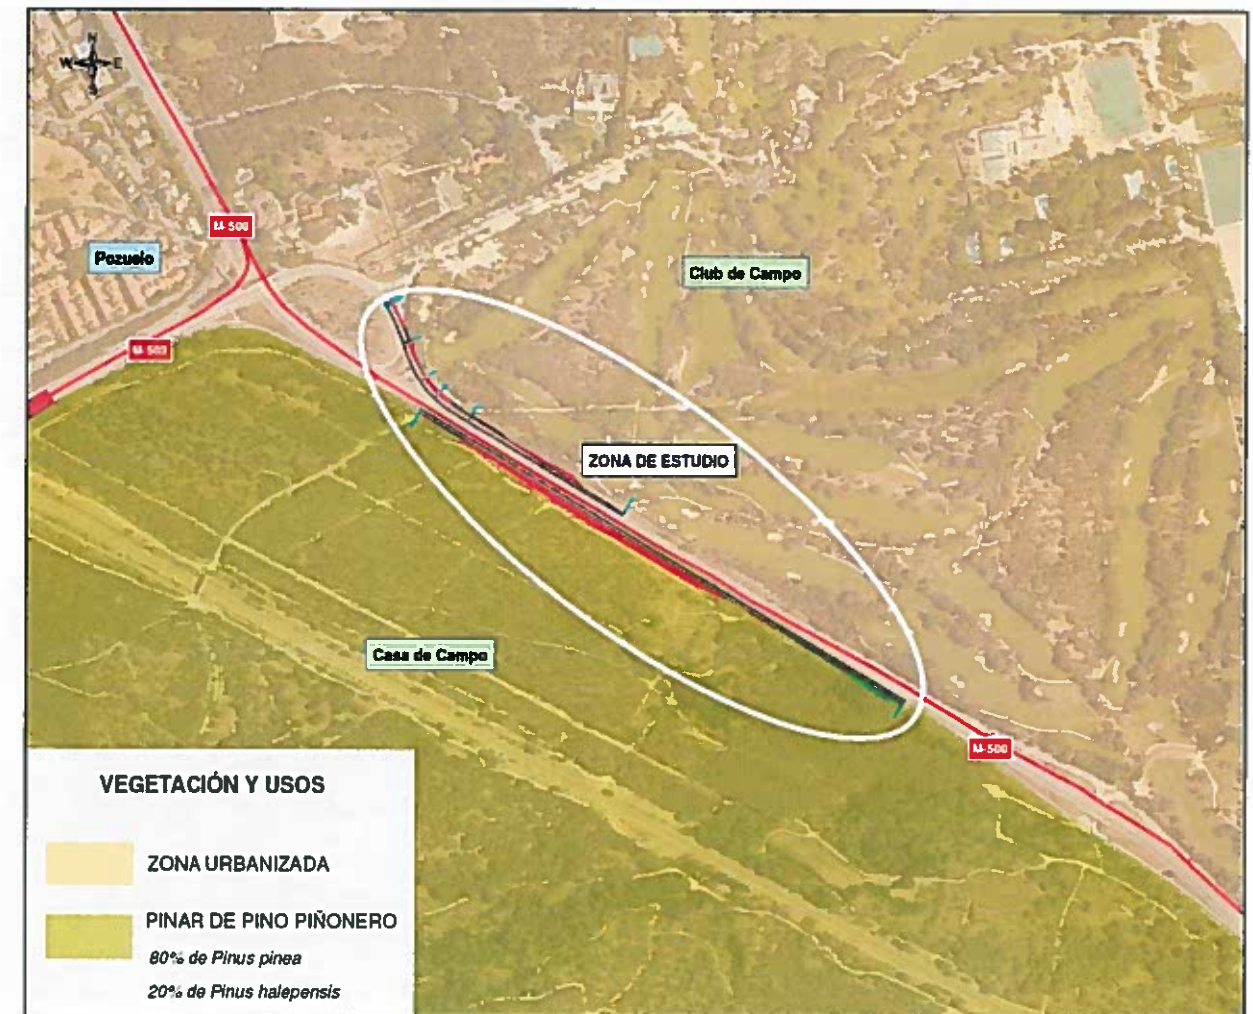 N
W E
S
M-500
Pozuelo
Club de Campo
M-503
ZONA DE ESTUDIO
Casa de Campo
M-500
VEGETACIÓN Y USOS
ZONA URBANIZADA
PINAR DE PINO PIÑONERO
80% de Pinus pinea
20% de Pinus halepensis